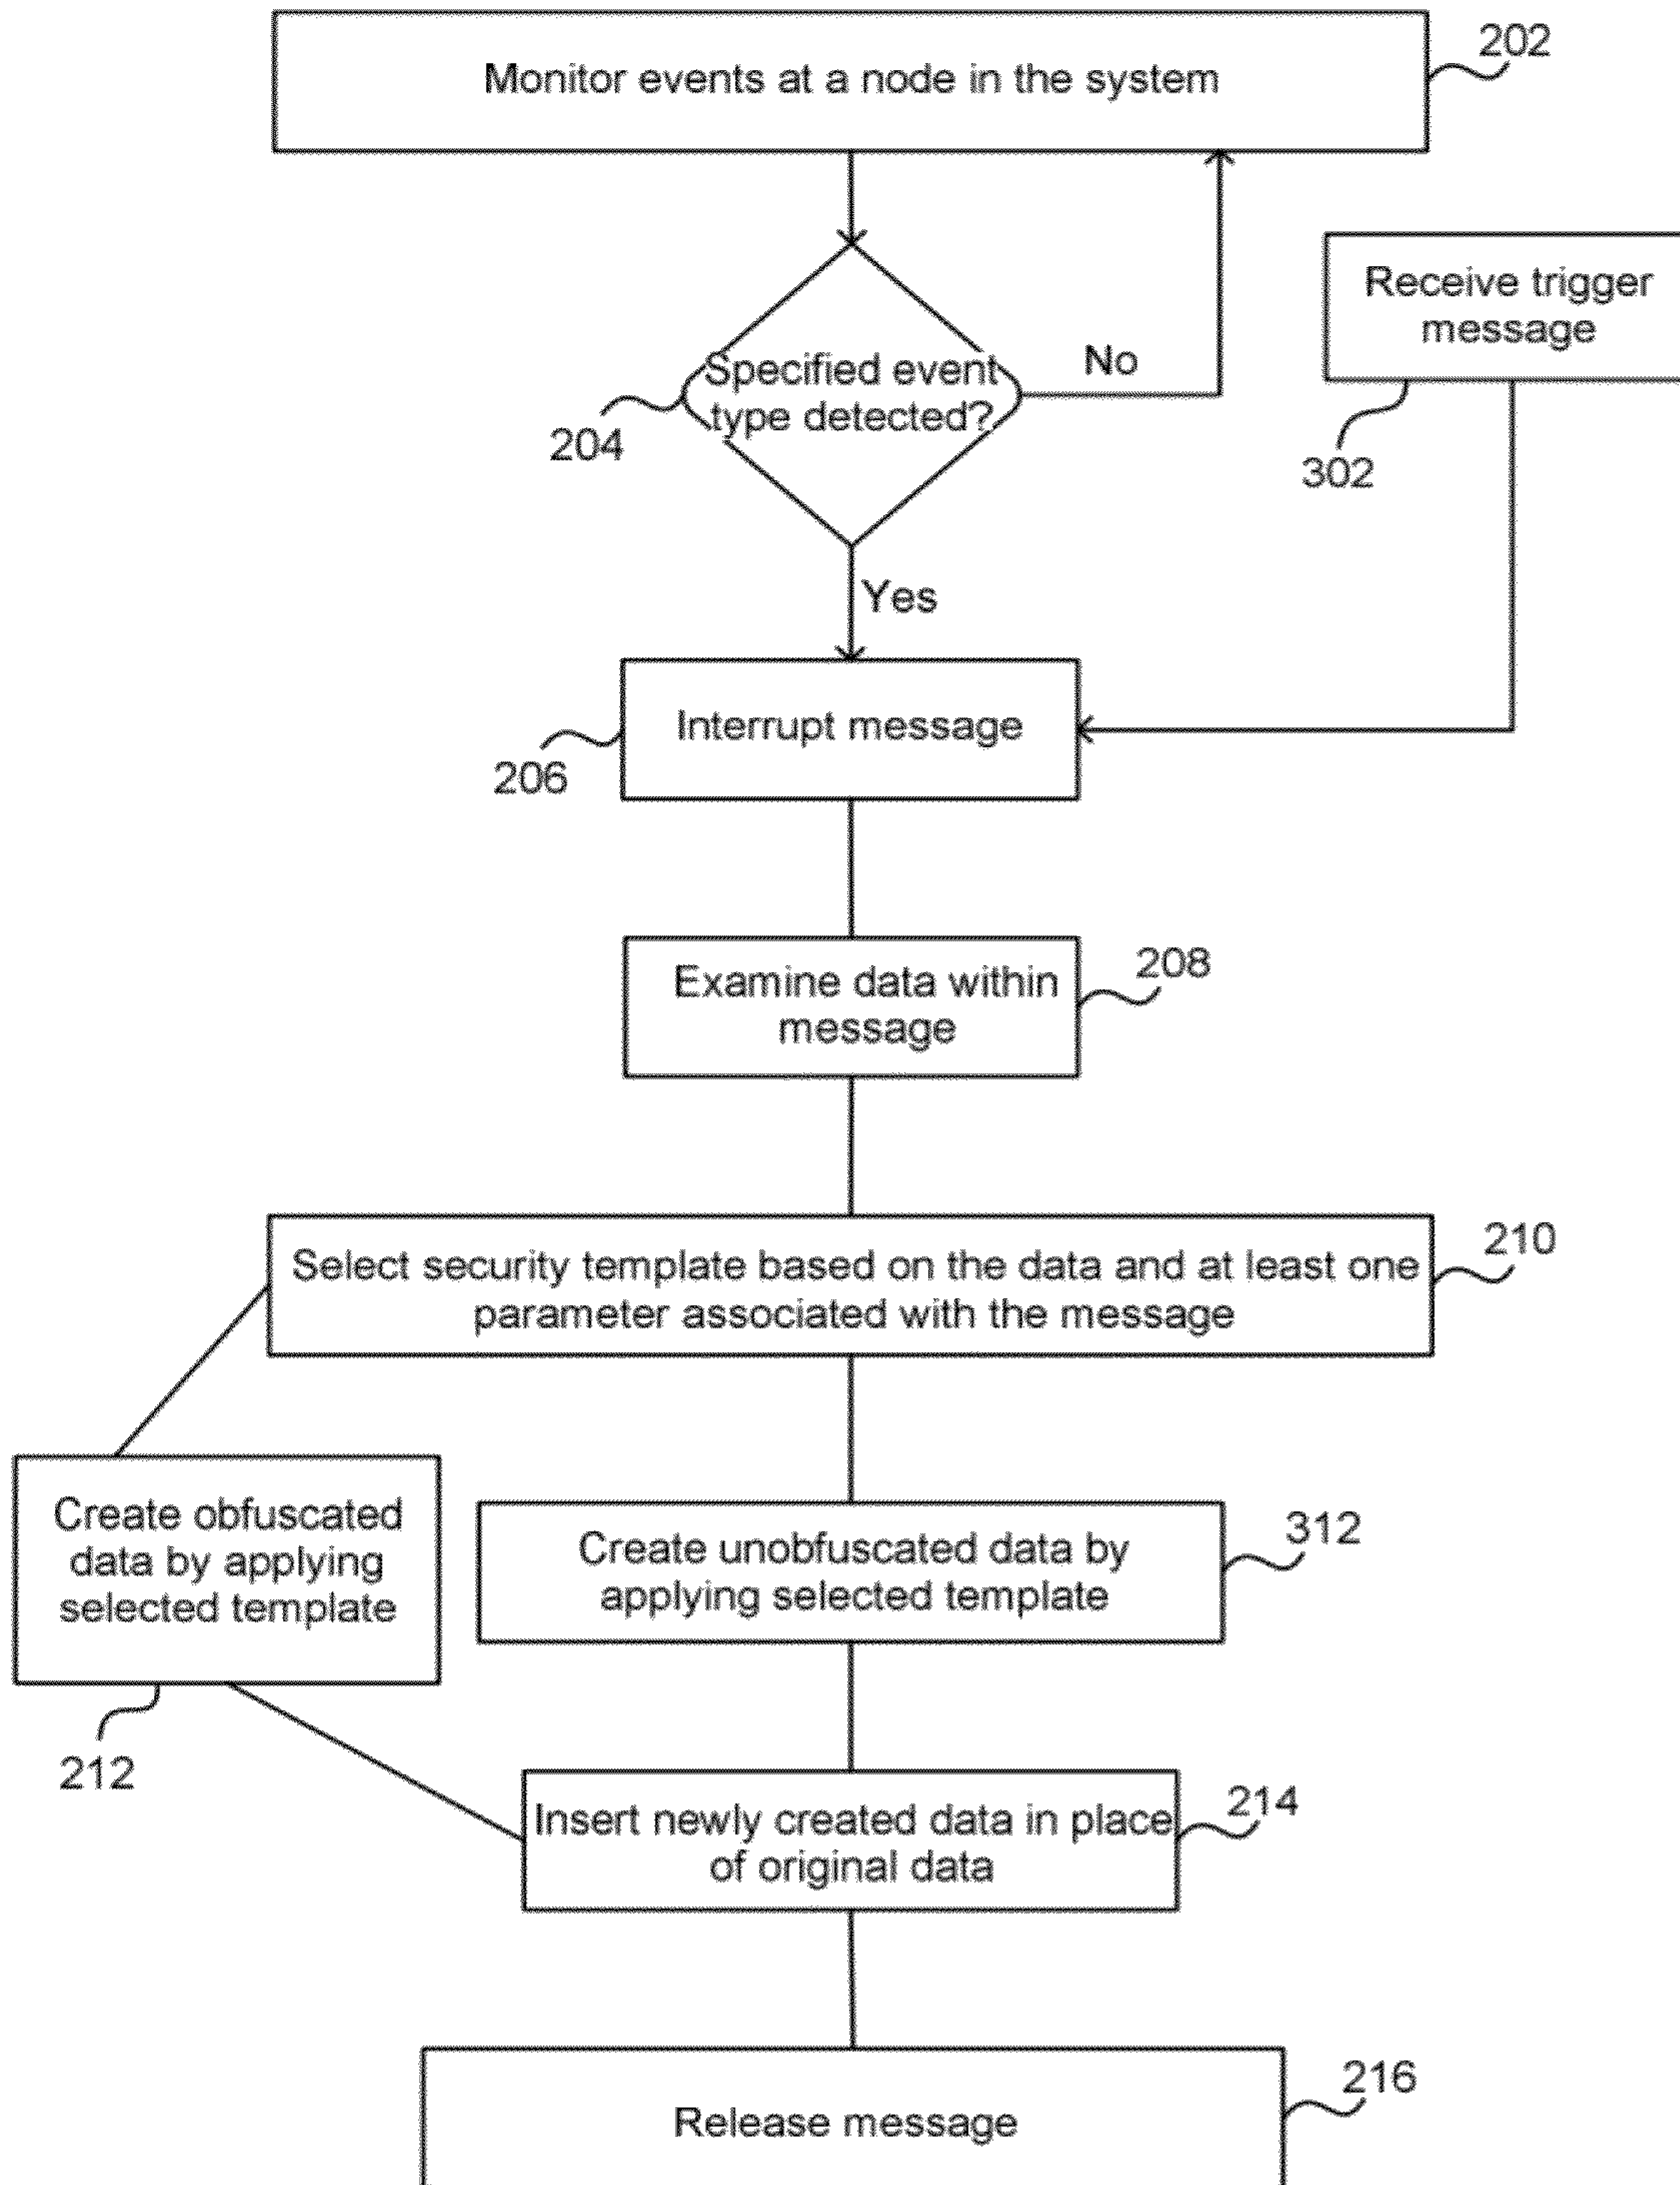 202
Monitor events at a node in the system
Receive trigger
message
302
No
Specified event
type detected?
204
Yes
Interrupt message
206
Examine data within
message
208
Select security template based on the data and at least one
parameter associated with the message
210
Create obfuscated
data by applying
selected template
212
Create unobfuscated data by
applying selected template
312
Insert newly created data in place
of original data
214
Release message
216